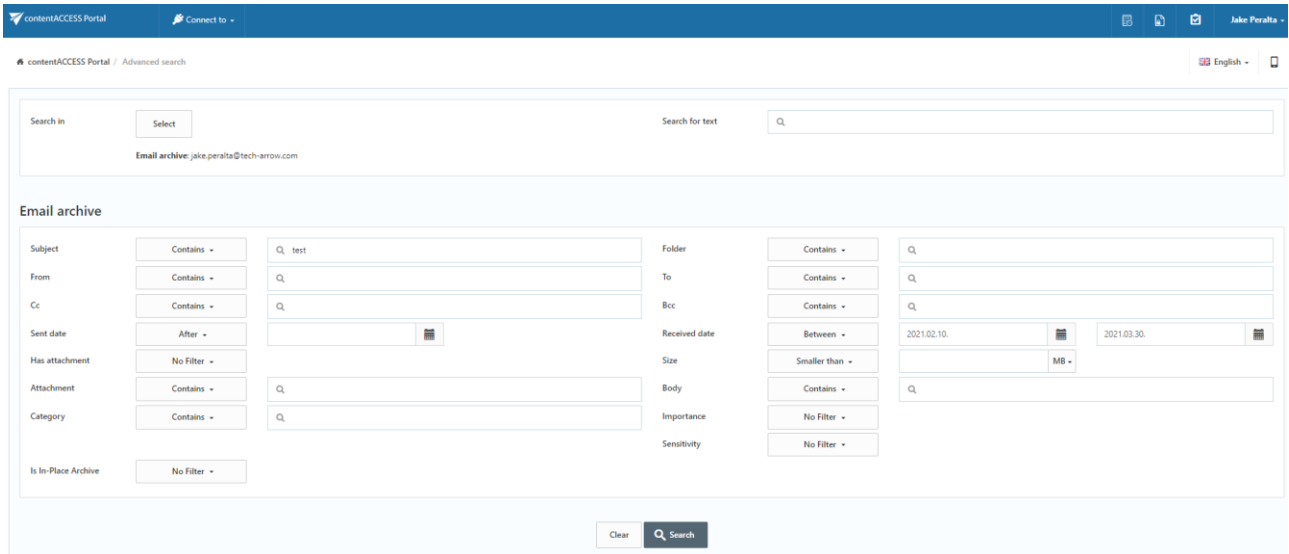 contentACCESS Portal Connect to Jake Peralta
contentACCESS Portal / Advanced search English
Search in Select Search for text
Email archive: jake.peralta@tech-arrow.com
Email archive
Subject Contains test Folder Contains
From Contains To Contains
Cc Contains Bcc Contains
Sent date After Received date Between 2021.02.10. 2021.03.30.
Has attachment No Filter Size Smaller than MB
Attachment Contains Body Contains
Category Contains Importance No Filter
Sensitivity No Filter
Is In-Place Archive No Filter
Clear Search